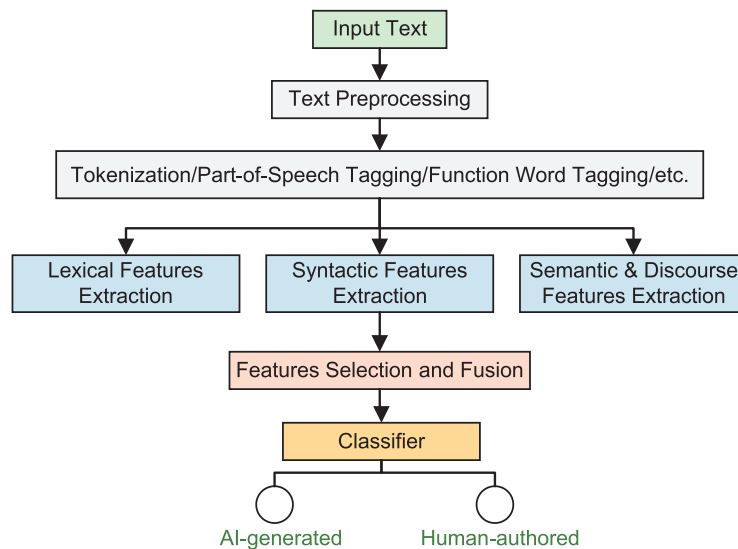 Input Text
Text Preprocessing
Tokenization/Part-of-Speech Tagging/Function Word Tagging/etc.
Lexical Features
Extraction
Syntactic Features
Extraction
Semantic & Discourse
Features Extraction
Features Selection and Fusion
Classifier
AI-generated
Human-authored